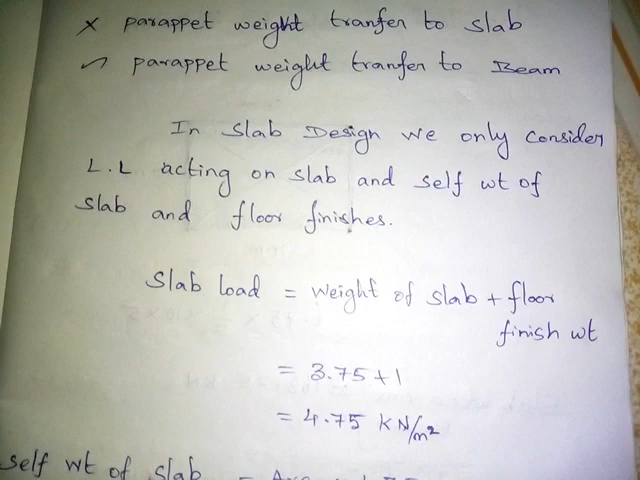 × parappet weight tranfer to slab
✓ parappet weight tranfer to Beam
In slab Design we only consider
L.L acting on slab and self wt of
slab and floor finishes.
Slab load = weight of slab + floor
finish wt
= 3.75 + 1
= 4.75 KN/m²
self wt of slab =